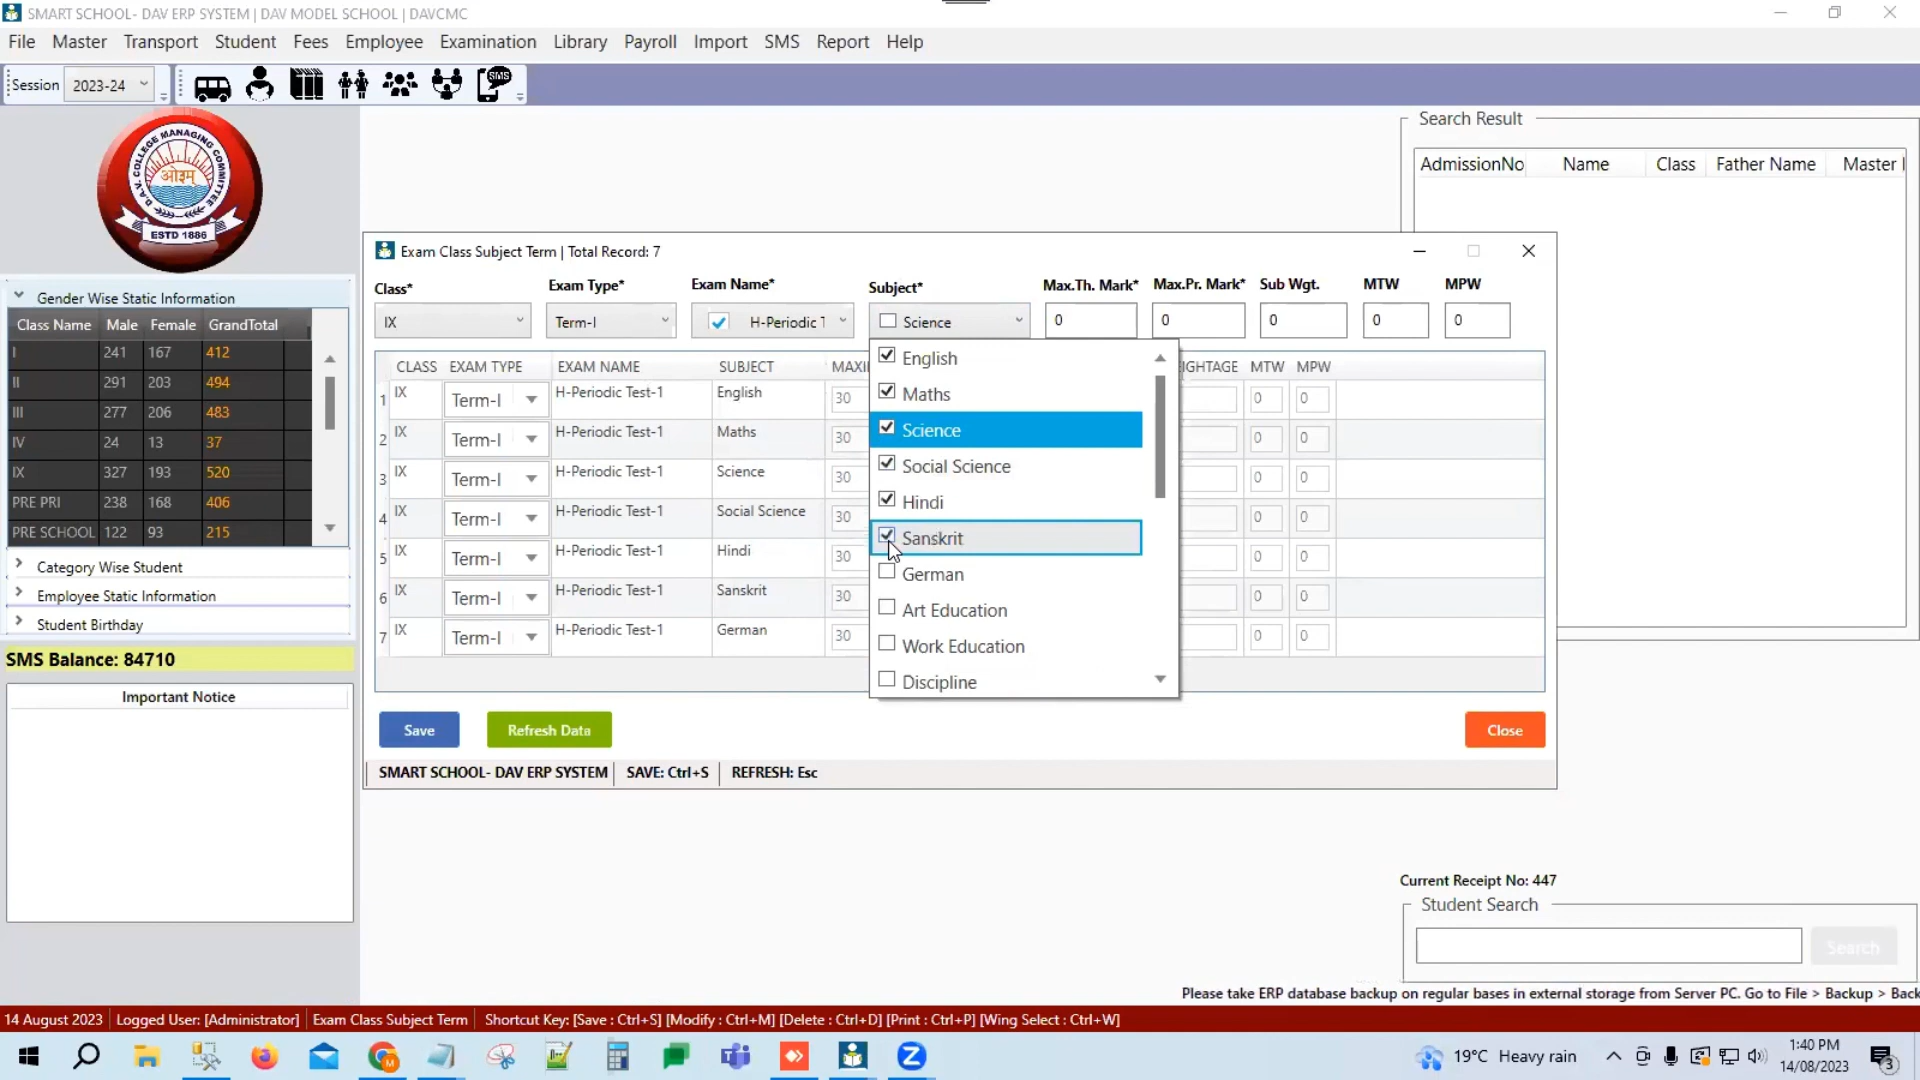 SMART SCHOOL- DAV ERP SYSTEM | DAV MODEL SCHOOL | DAVCMC
File Master Transport Student Fees Employee Examination Library Payroll Import SMS Report Help
Session 2023-24
SMS
D.A.V. COLLEGE MANAGING COMMITTEE
ओ३म्
ESTD 1886
Gender Wise Static Information
Class Name Male Female GrandTotal
I 241 167 412
II 291 203 494
III 277 206 483
IV 24 13 37
IX 327 193 520
PRE PRI 238 168 406
PRE SCHOOL 122 93 215
Category Wise Student
Employee Static Information
Student Birthday
SMS Balance: 84710
Important Notice
Search Result
AdmissionNo Name Class Father Name Master
Exam Class Subject Term | Total Record: 7
Class* Exam Type* Exam Name* Subject* Max.Th. Mark* Max.Pr. Mark* Sub Wgt. MTW MPW
IX Term-I H-Periodic Science 0 0 0 0 0
CLASS EXAM TYPE EXAM NAME SUBJECT MAXI IGHTAGE MTW MPW
1 IX Term-I H-Periodic Test-1 English 30 0 0
2 IX Term-I H-Periodic Test-1 Maths 30 0 0
3 IX Term-I H-Periodic Test-1 Science 30 0 0
4 IX Term-I H-Periodic Test-1 Social Science 30 0 0
5 IX Term-I H-Periodic Test-1 Hindi 30 0 0
6 IX Term-I H-Periodic Test-1 Sanskrit 30 0 0
7 IX Term-I H-Periodic Test-1 German 30 0 0
English
Maths
Science
Social Science
Hindi
Sanskrit
German
Art Education
Work Education
Discipline
Save Refresh Data Close
SMART SCHOOL- DAV ERP SYSTEM SAVE: Ctrl+S REFRESH: Esc
Current Receipt No: 447
Student Search
Search
Please take ERP database backup on regular bases in external storage from Server PC. Go to File > Backup > Back
14 August 2023 Logged User: [Administrator] Exam Class Subject Term Shortcut Key: [Save : Ctrl+S] [Modify : Ctrl+M] [Delete : Ctrl+D] [Print : Ctrl+P] [Wing Select : Ctrl+W]
19°C Heavy rain
1:40 PM
14/08/2023
3